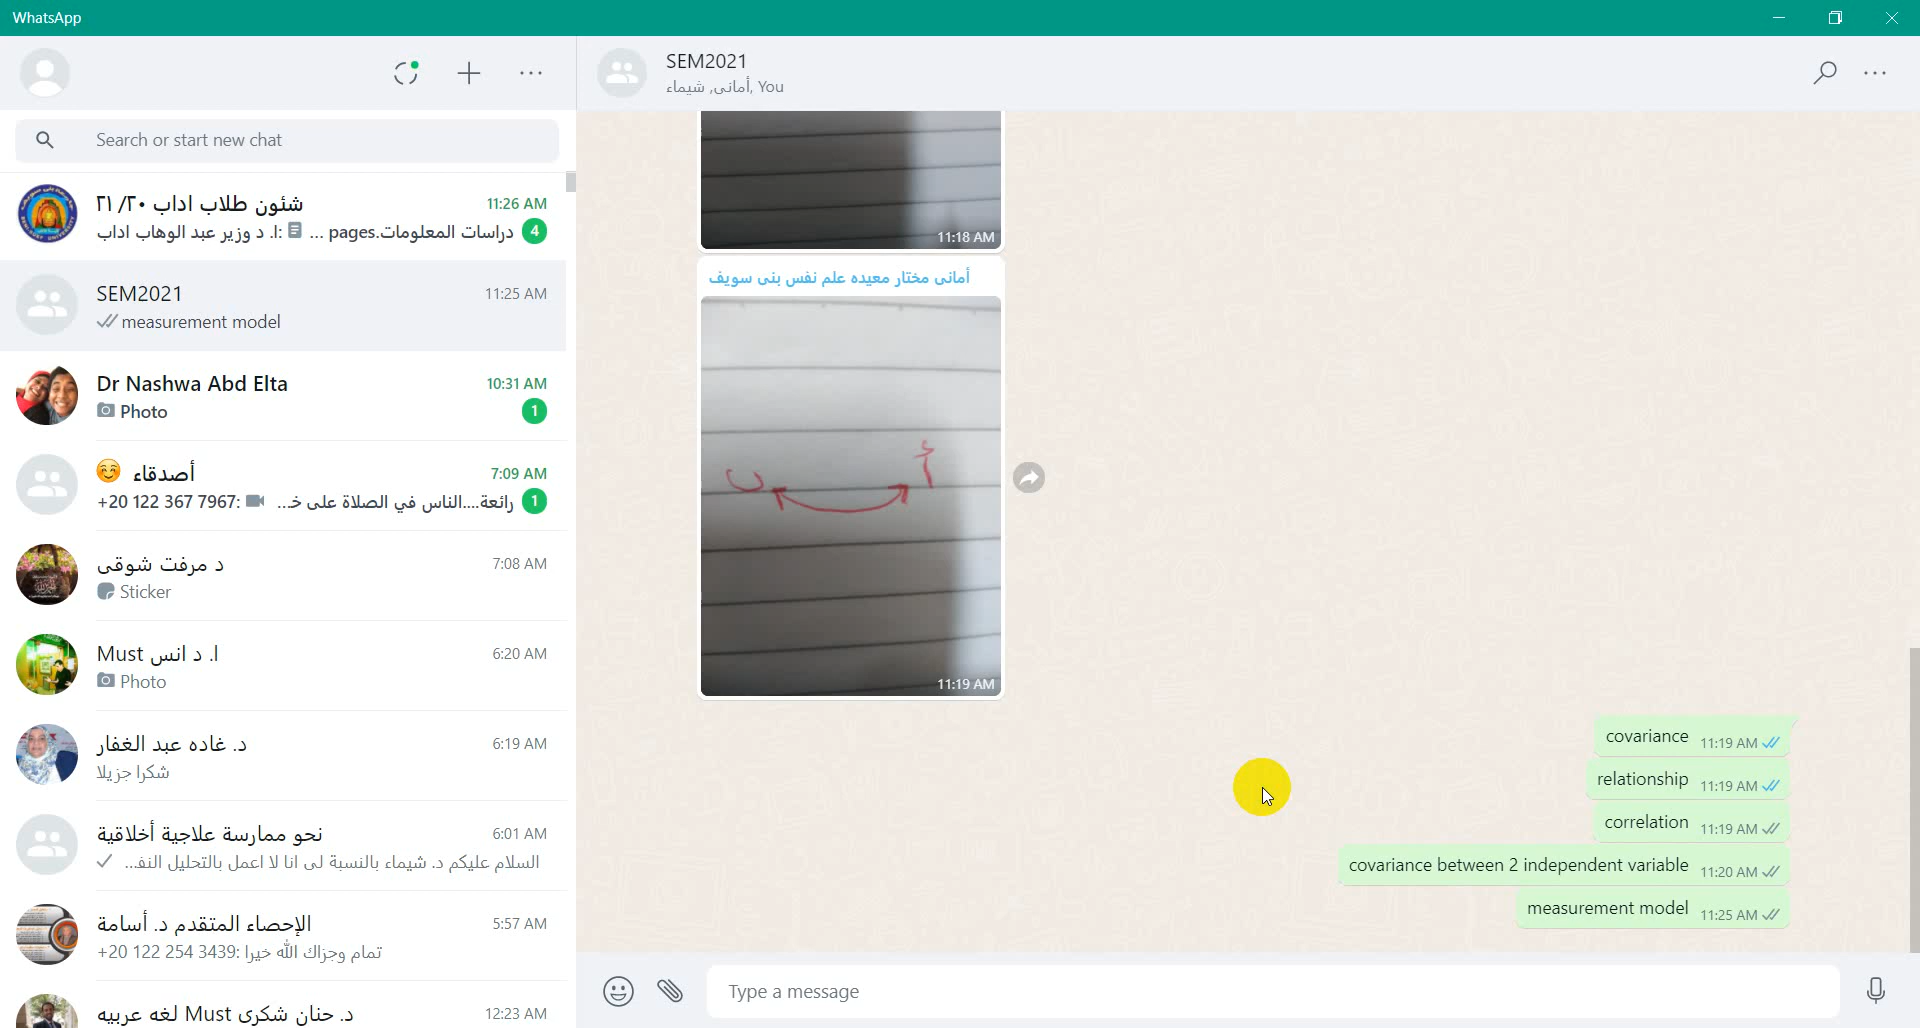 WhatsApp
Search or start new chat
شئون طلاب اداب ٢٠/ ٢١
11:26 AM
ا. د وزير عبد الوهاب اداب: دراسات المعلومات.pages ...
4
SEM2021
11:25 AM
measurement model
Dr Nashwa Abd Elta
10:31 AM
Photo
1
أصدقاء 😊
7:09 AM
+20 122 367 7967: رائعة....الناس في الصلاة على خـ...
1
د مرفت شوقى
7:08 AM
Sticker
ا. د انس Must
6:20 AM
Photo
د. غاده عبد الغفار
6:19 AM
شكرا جزيلا
نحو ممارسة علاجية أخلاقية
6:01 AM
السلام عليكم د. شيماء بالنسبة لى انا لا اعمل بالتحليل النفـ...
الإحصاء المتقدم د. أسامة
5:57 AM
+20 122 254 3439: تمام وجزاك الله خيرا
د. حنان شكرى Must لغه عربيه
12:23 AM
SEM2021
أمانى, شيماء, You
11:18 AM
أمانى مختار معيده علم نفس بنى سويف
أ
ب
11:19 AM
covariance 11:19 AM
relationship 11:19 AM
correlation 11:19 AM
covariance between 2 independent variable 11:20 AM
measurement model 11:25 AM
Type a message